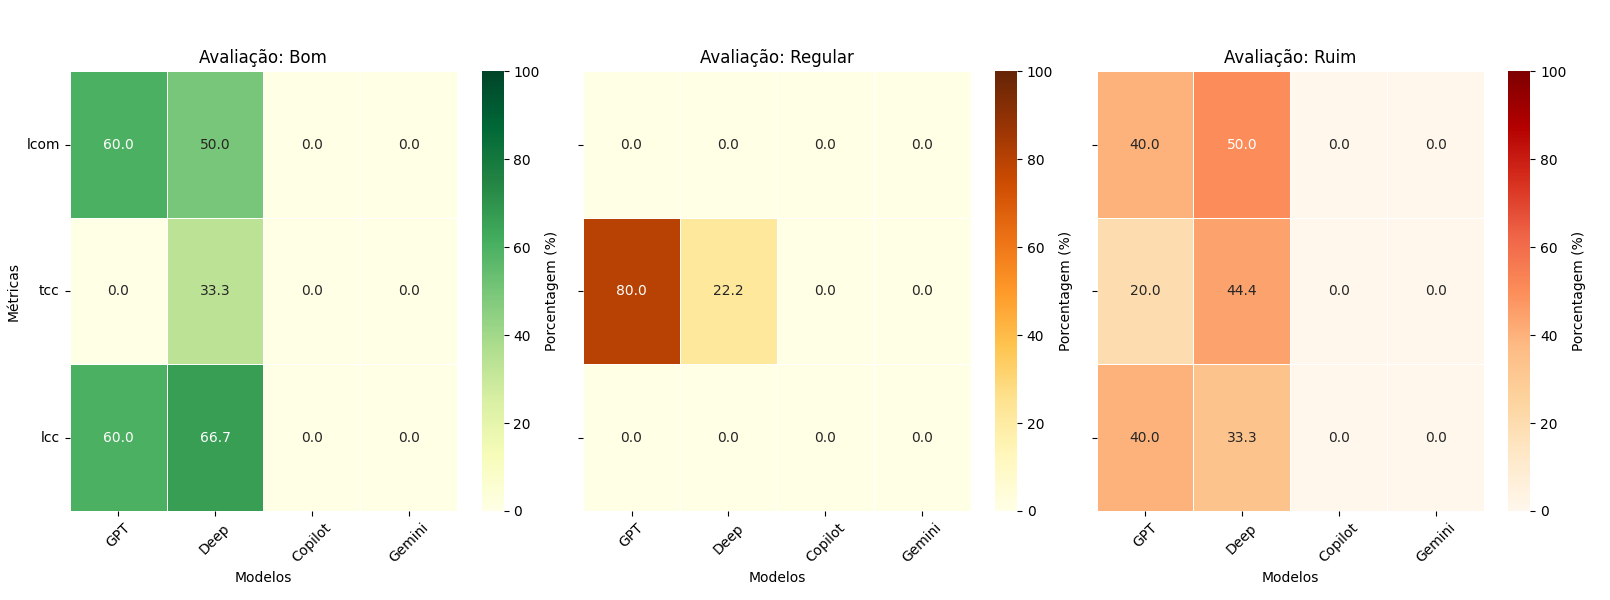 Avaliação: Bom
lcom 60.0 50.0 0.0 0.0
tcc 0.0 33.3 0.0 0.0
lcc 60.0 66.7 0.0 0.0
Métricas
GPT Deep Copilot Gemini
Modelos
100
80
60
40
20
0
Porcentagem (%)
Avaliação: Regular
0.0 0.0 0.0 0.0
80.0 22.2 0.0 0.0
0.0 0.0 0.0 0.0
GPT Deep Copilot Gemini
Modelos
100
80
60
40
20
0
Porcentagem (%)
Avaliação: Ruim
40.0 50.0 0.0 0.0
20.0 44.4 0.0 0.0
40.0 33.3 0.0 0.0
GPT Deep Copilot Gemini
Modelos
100
80
60
40
20
0
Porcentagem (%)